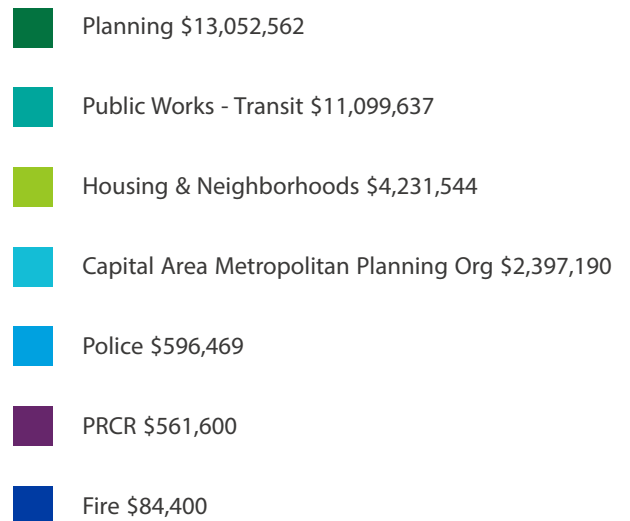 Planning $13,052,562
Public Works - Transit $11,099,637
Housing & Neighborhoods $4,231,544
Capital Area Metropolitan Planning Org $2,397,190
Police $596,469
PRCR $561,600
Fire $84,400